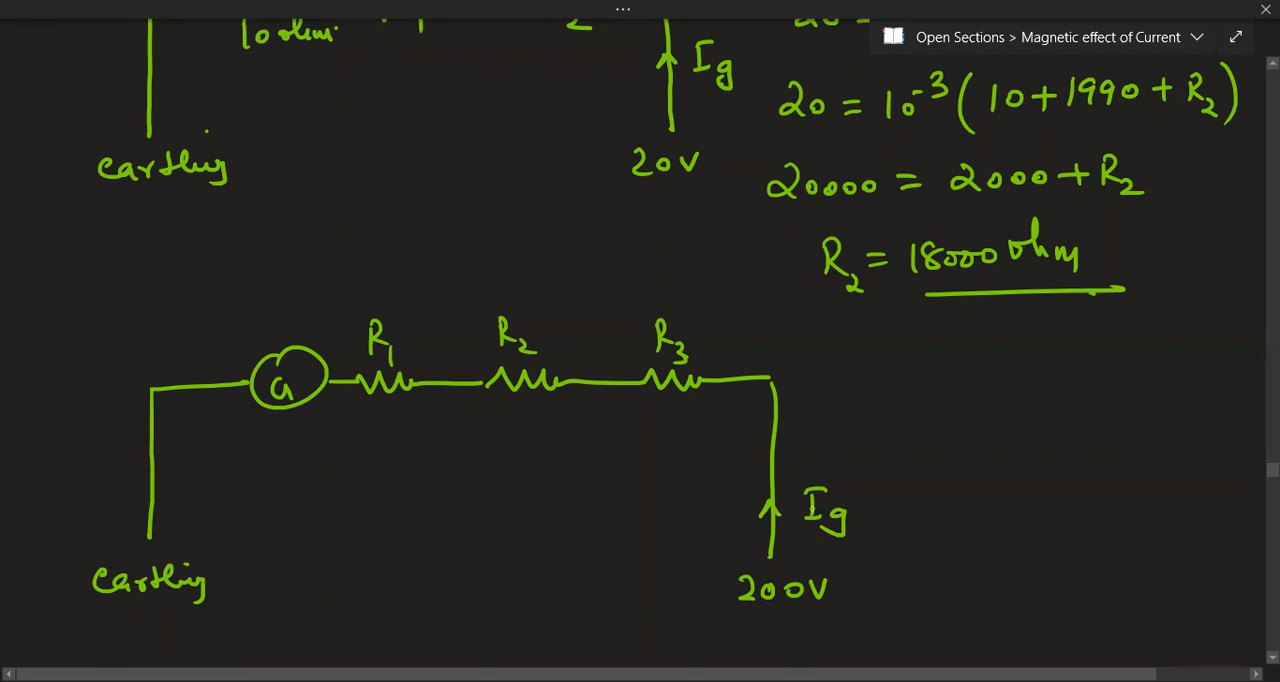 10 ohm.
Ig
Open Sections > Magnetic effect of Current
20 = 10^-3 (10 + 1990 + R2)
earthing
20V
20000 = 2000 + R2
R2 = 18000 ohm
R1 R2 R3
G
Ig
earthing
200V